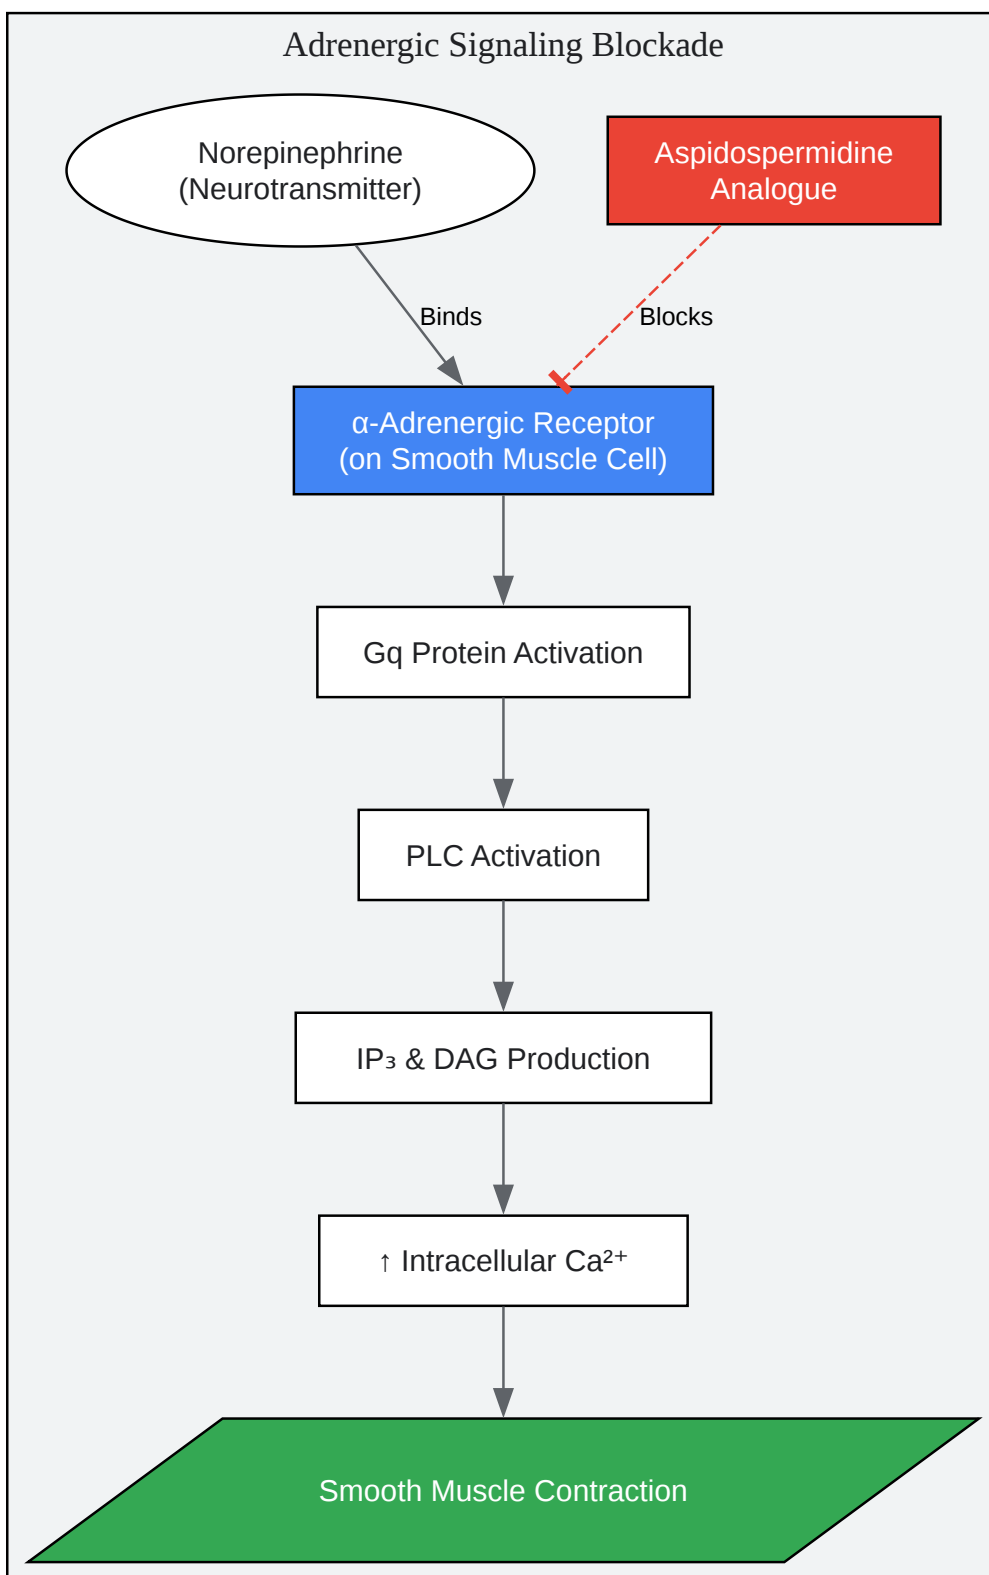 Adrenergic Signaling Blockade
Norepinephrine
(Neurotransmitter)
Aspidospermidine
Analogue
Binds
Blocks
α-Adrenergic Receptor
(on Smooth Muscle Cell)
Gq Protein Activation
PLC Activation
IP₃ & DAG Production
↑ Intracellular Ca²⁺
Smooth Muscle Contraction